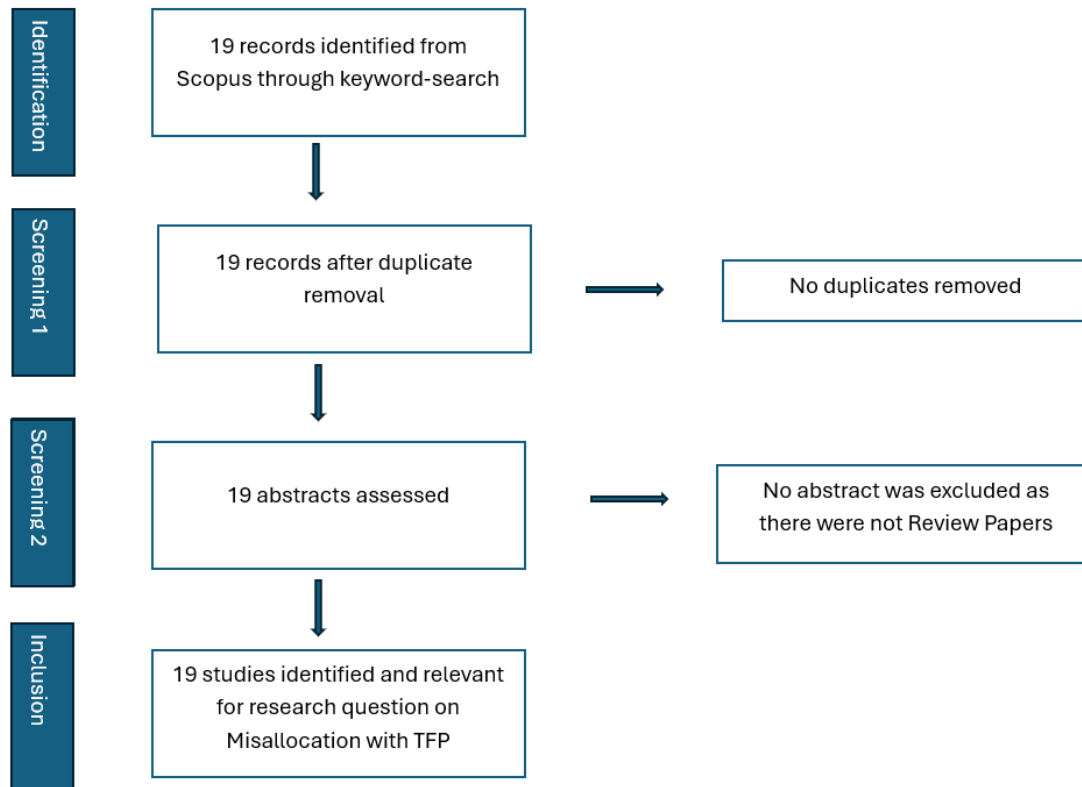 Identification
19 records identified from
Scopus through keyword-search
Screening 1
19 records after duplicate
removal
No duplicates removed
Screening 2
19 abstracts assessed
No abstract was excluded as
there were not Review Papers
Inclusion
19 studies identified and relevant
for research question on
Misallocation with TFP